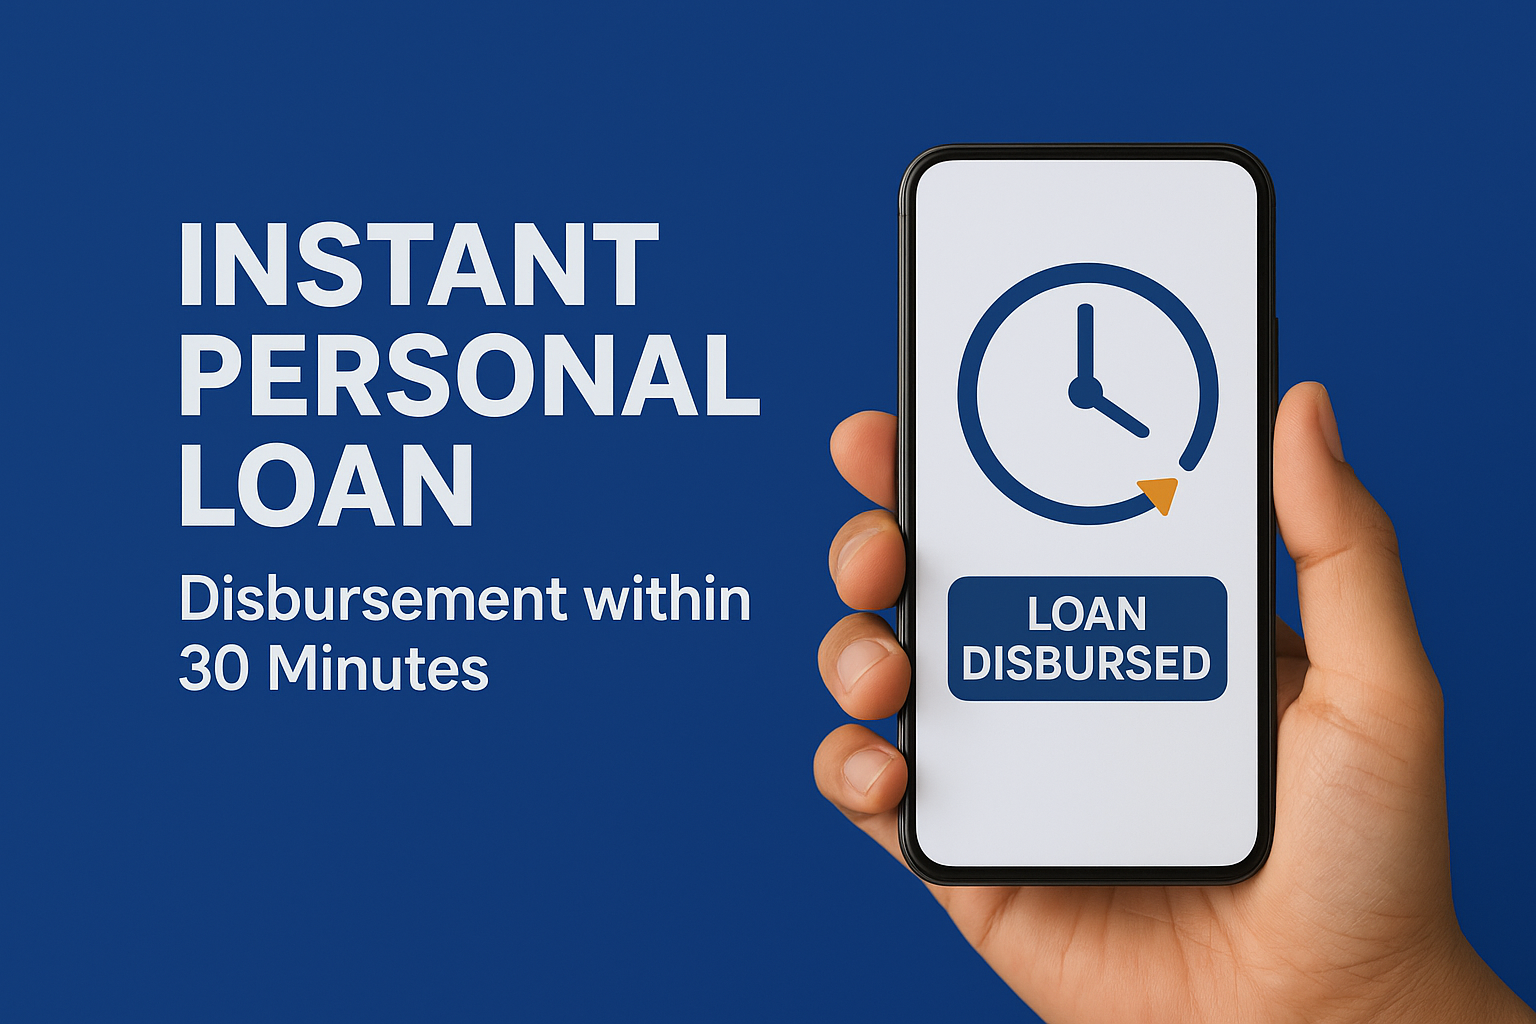 INSTANT
PERSONAL
LOAN
Disbursement within
30 Minutes
LOAN
DISBURSED